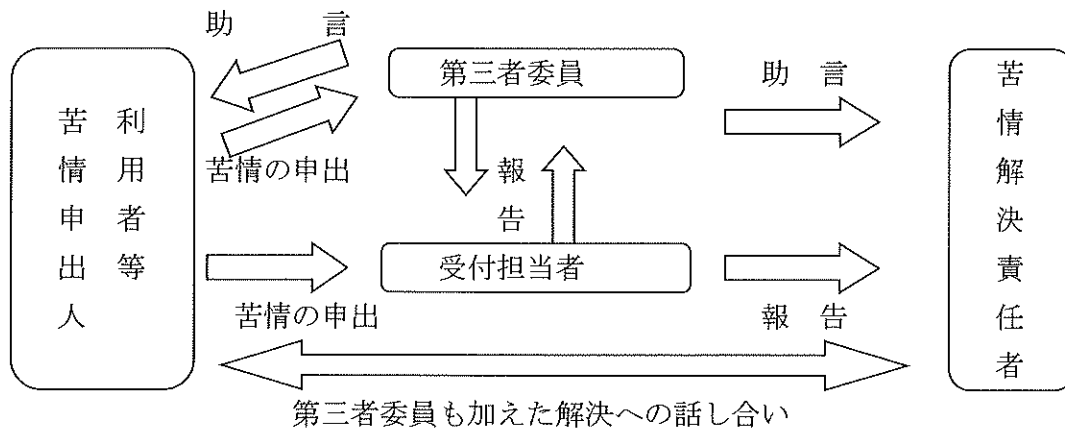 助　言
第三者委員
助　言
利用者等
苦情申出人
苦情の申出
報告
苦情解決責任者
受付担当者
苦情の申出
報　告
第三者委員も加えた解決への話し合い